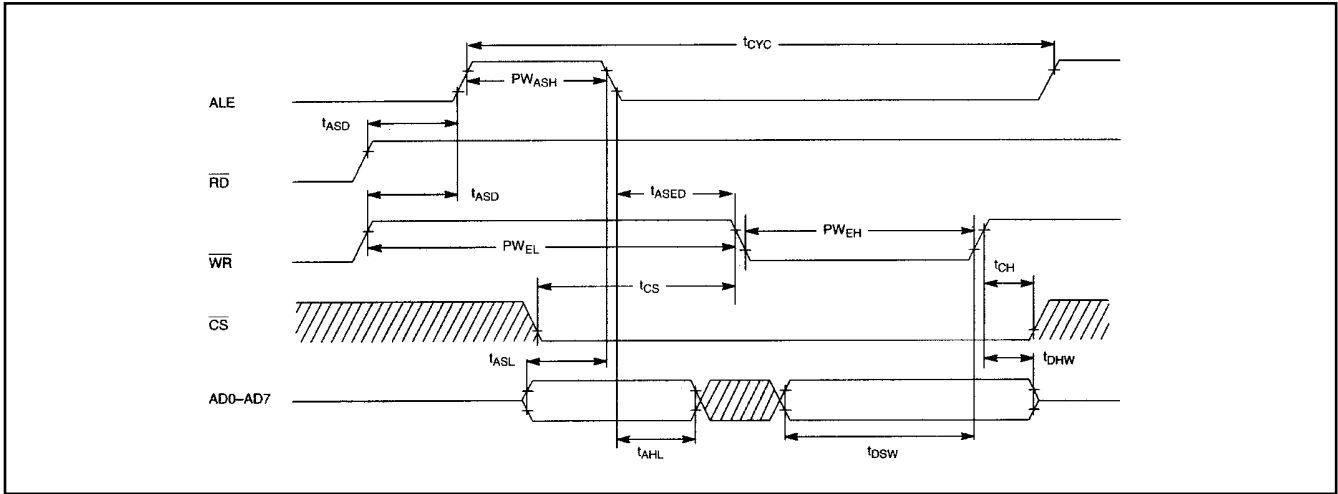 tCYC
PWASH
ALE
tASD
RD
tASD
tASED
PWEL
PWEH
WR
tCH
tCS
CS
tASL
tDHW
AD0–AD7
tAHL
tDSW